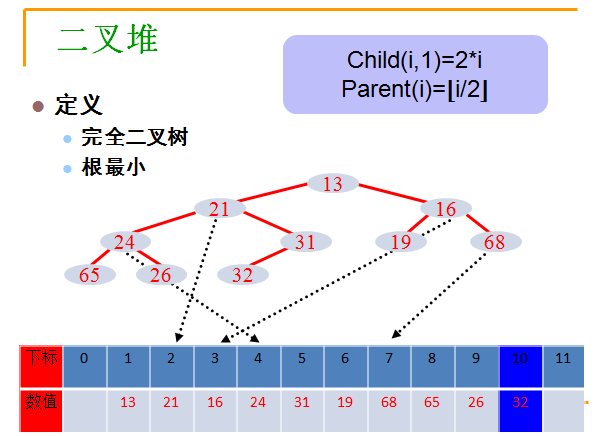 二叉堆
Child(i,1)=2*i
Parent(i)=⌊i/2⌋
定义
完全二叉树
根最小
13
21 16
24 31 19 68
65 26 32
下标 0 1 2 3 4 5 6 7 8 9 10 11
数值 13 21 16 24 31 19 68 65 26 32